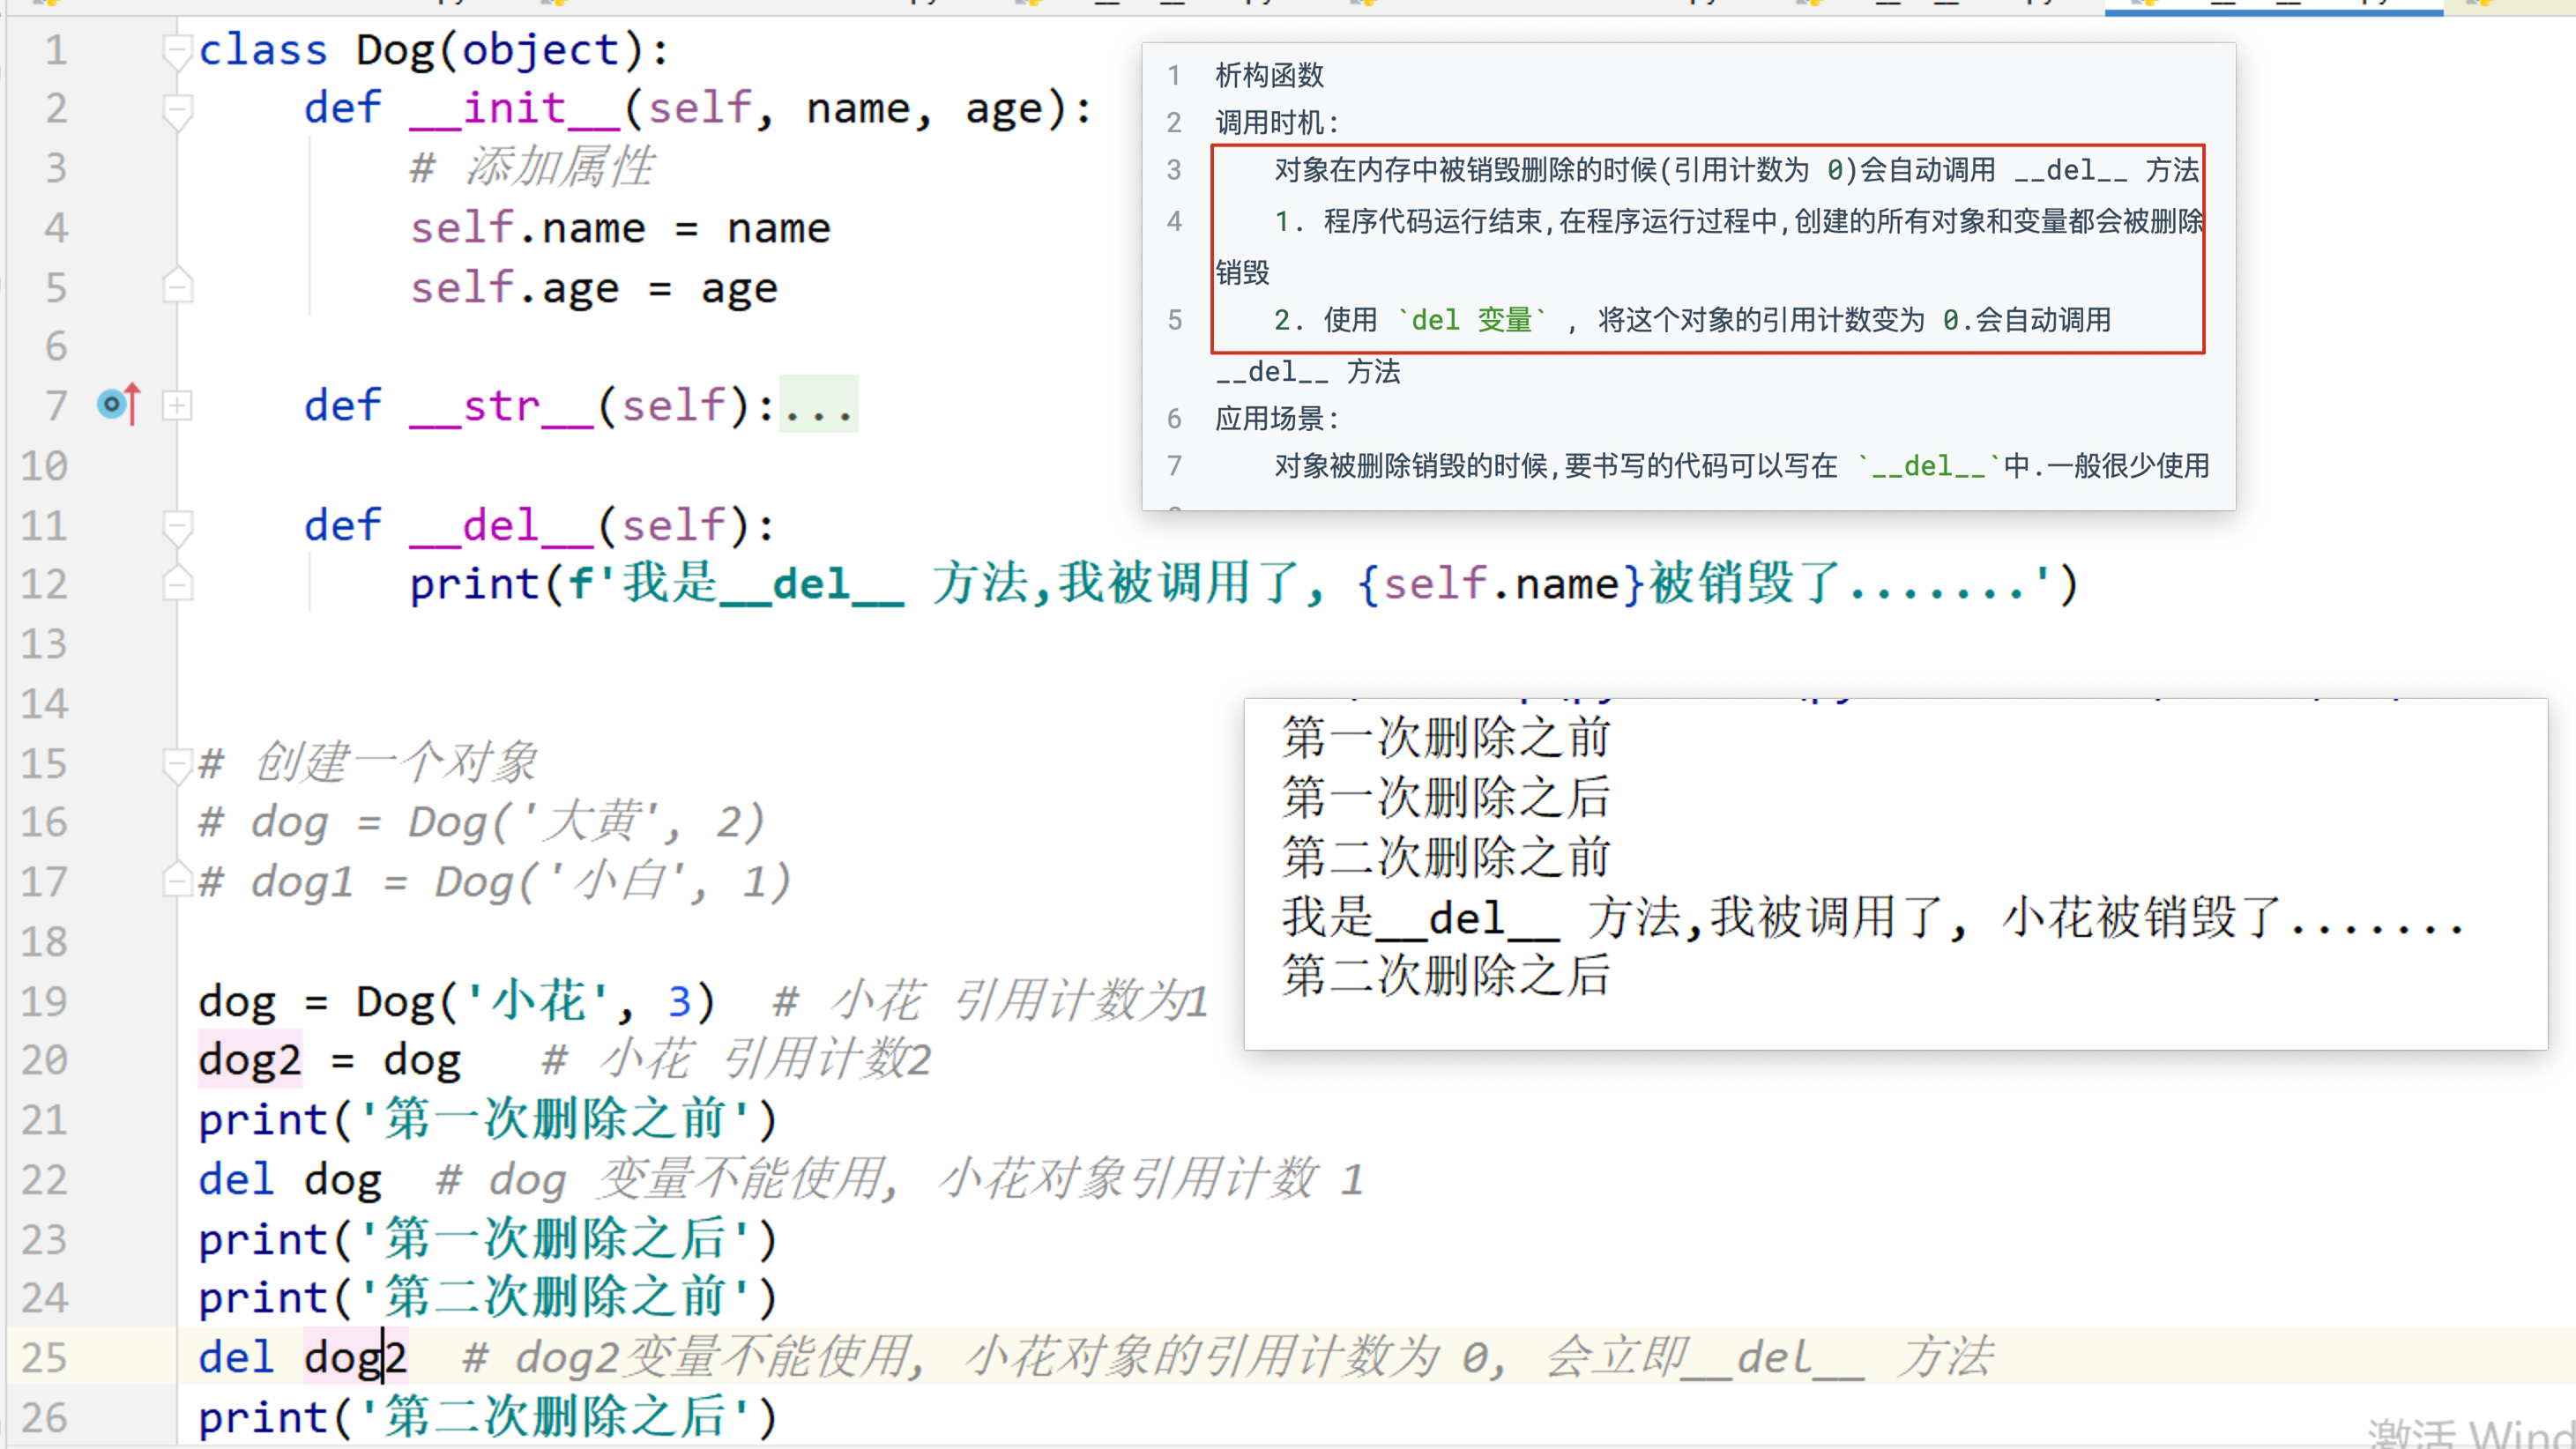 1 class Dog(object):
2 def __init__(self, name, age):
3 # 添加属性
4 self.name = name
5 self.age = age
6
7 def __str__(self):...
10
11 def __del__(self):
12 print(f'我是__del__ 方法,我被调用了, {self.name}被销毁了.......')
13
14
15 # 创建一个对象
16 # dog = Dog('大黄', 2)
17 # dog1 = Dog('小白', 1)
18
19 dog = Dog('小花', 3) # 小花 引用计数为1
20 dog2 = dog # 小花 引用计数2
21 print('第一次删除之前')
22 del dog # dog 变量不能使用, 小花对象引用计数 1
23 print('第一次删除之后')
24 print('第二次删除之前')
25 del dog2 # dog2变量不能使用, 小花对象的引用计数为 0, 会立即__del__ 方法
26 print('第二次删除之后')
1 析构函数
2 调用时机:
3 对象在内存中被销毁删除的时候(引用计数为 0)会自动调用 __del__ 方法
4 1. 程序代码运行结束,在程序运行过程中,创建的所有对象和变量都会被删除
销毁
5 2. 使用 `del 变量` , 将这个对象的引用计数变为 0.会自动调用
__del__ 方法
6 应用场景:
7 对象被删除销毁的时候,要书写的代码可以写在 `__del__`中.一般很少使用
第一次删除之前
第一次删除之后
第二次删除之前
我是__del__ 方法,我被调用了, 小花被销毁了.......
第二次删除之后
激活 Wind